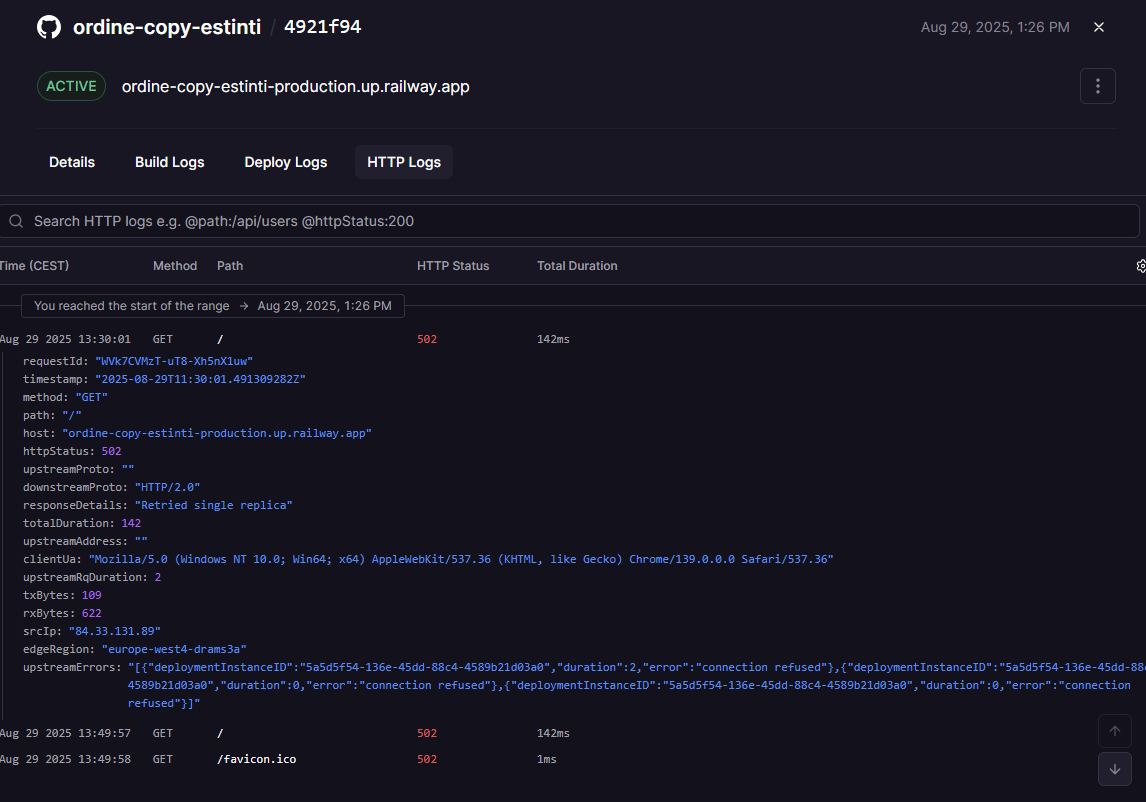 ordine-copy-estinti / 4921f94 Aug 29, 2025, 1:26 PM
ACTIVE ordine-copy-estinti-production.up.railway.app
Details Build Logs Deploy Logs HTTP Logs
Search HTTP logs e.g. @path:/api/users @httpStatus:200
Time (CEST) Method Path HTTP Status Total Duration
You reached the start of the range → Aug 29, 2025, 1:26 PM
Aug 29 2025 13:30:01 GET / 502 142ms
requestId: "WVk7CVMzT-uT8-Xh5nX1uw"
timestamp: "2025-08-29T11:30:01.491309282Z"
method: "GET"
path: "/"
host: "ordine-copy-estinti-production.up.railway.app"
httpStatus: 502
upstreamProto: ""
downstreamProto: "HTTP/2.0"
responseDetails: "Retried single replica"
totalDuration: 142
upstreamAddress: ""
clientUa: "Mozilla/5.0 (Windows NT 10.0; Win64; x64) AppleWebKit/537.36 (KHTML, like Gecko) Chrome/139.0.0.0 Safari/537.36"
upstreamRqDuration: 2
txBytes: 109
rxBytes: 622
srcIp: "84.33.131.89"
edgeRegion: "europe-west4-drams3a"
upstreamErrors: "[{"deploymentInstanceID":"5a5d5f54-136e-45dd-88c4-4589b21d03a0","duration":2,"error":"connection refused"},{"deploymentInstanceID":"5a5d5f54-136e-45dd-88c
4589b21d03a0","duration":0,"error":"connection refused"},{"deploymentInstanceID":"5a5d5f54-136e-45dd-88c4-4589b21d03a0","duration":0,"error":"connection
refused"}]"
Aug 29 2025 13:49:57 GET / 502 142ms
Aug 29 2025 13:49:58 GET /favicon.ico 502 1ms